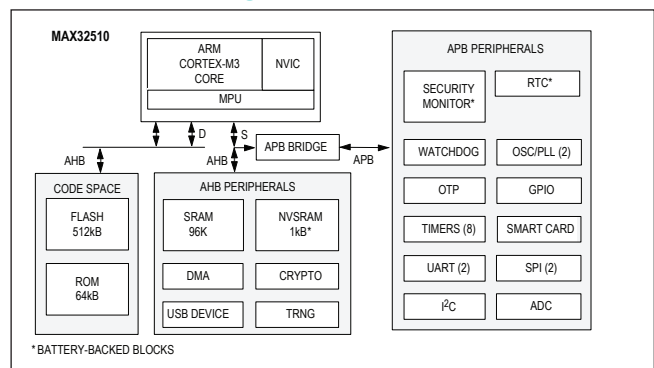 MAX32510
ARM
CORTEX-M3
CORE
NVIC
MPU
D
S
AHB
AHB
APB BRIDGE
APB
CODE SPACE
FLASH
512kB
ROM
64kB
AHB PERIPHERALS
SRAM
96K
NVSRAM
1kB*
DMA
CRYPTO
USB DEVICE
TRNG
APB PERIPHERALS
SECURITY
MONITOR*
RTC*
WATCHDOG
OSC/PLL (2)
OTP
GPIO
TIMERS (8)
SMART CARD
UART (2)
SPI (2)
I²C
ADC
*BATTERY-BACKED BLOCKS